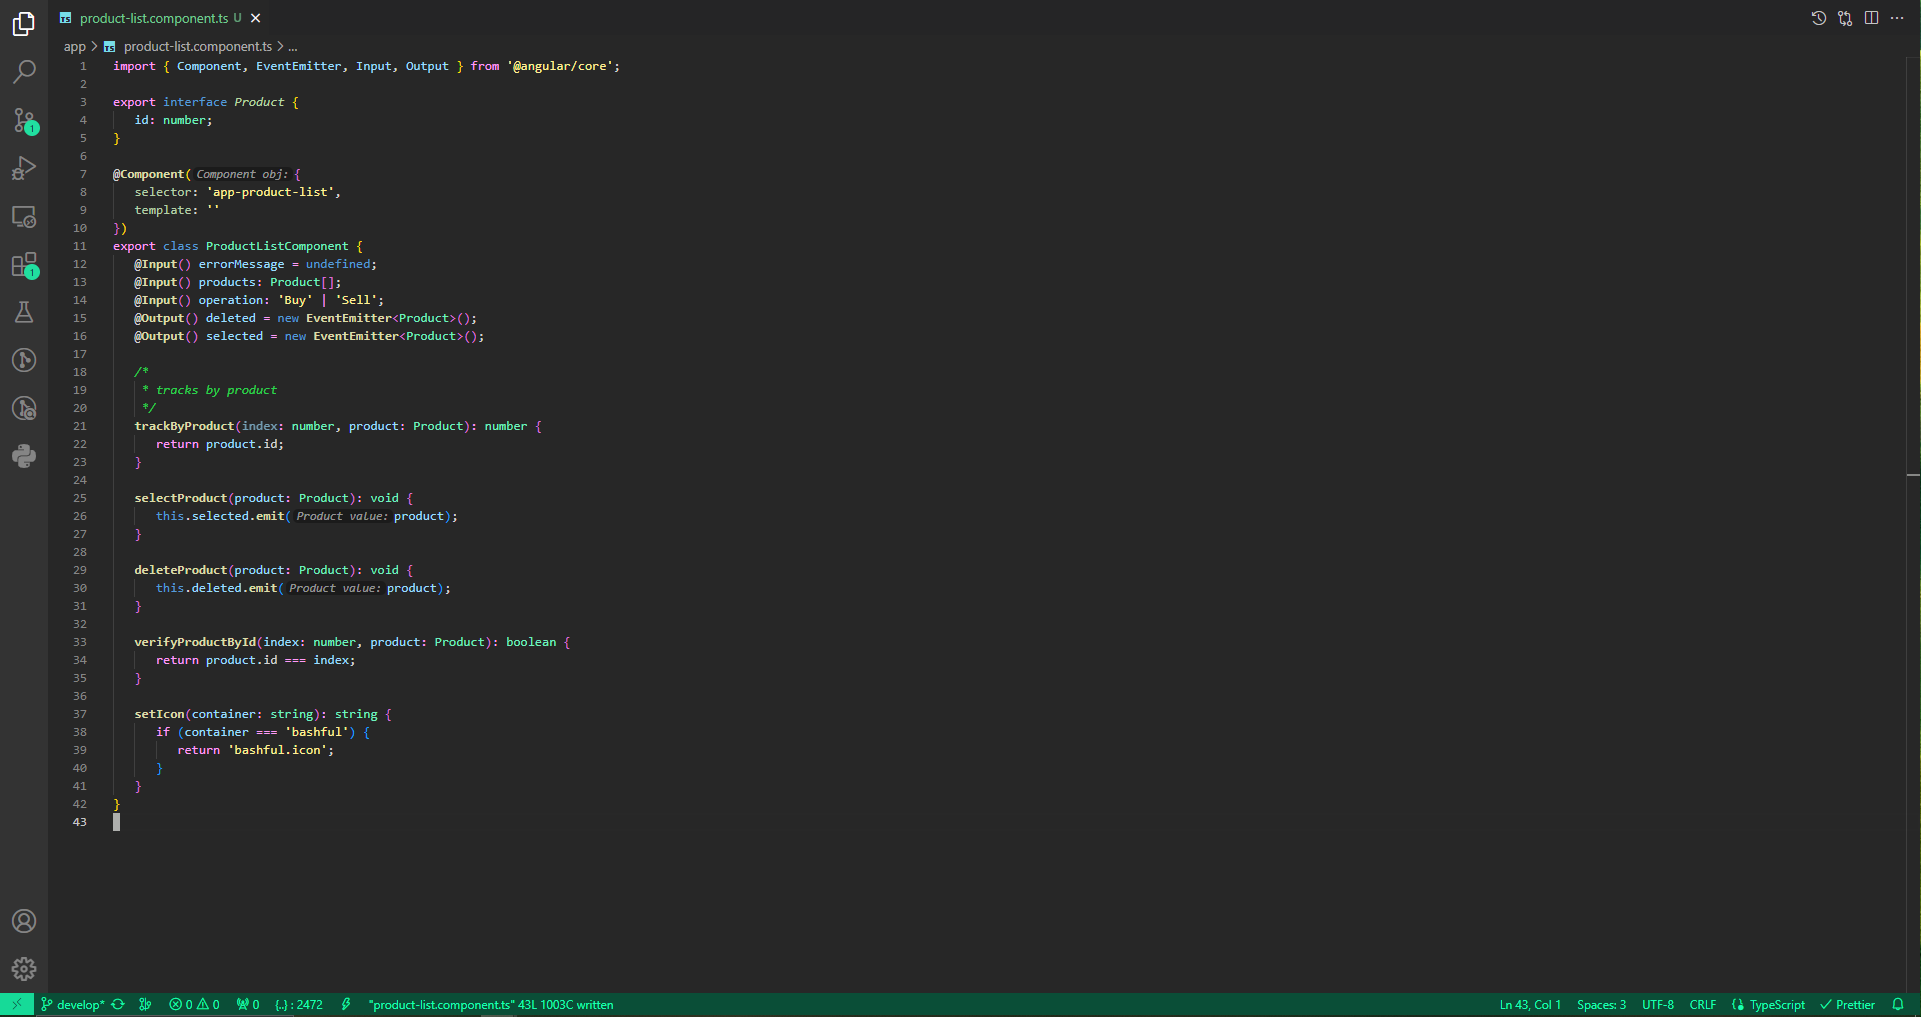 product-list.component.ts U
app > product-list.component.ts > ...
1 import { Component, EventEmitter, Input, Output } from '@angular/core';
2
3 export interface Product {
4 id: number;
5 }
6
7 @Component( Component obj: {
8 selector: 'app-product-list',
9 template: ''
10 })
11 export class ProductListComponent {
12 @Input() errorMessage = undefined;
13 @Input() products: Product[];
14 @Input() operation: 'Buy' | 'Sell';
15 @Output() deleted = new EventEmitter<Product>();
16 @Output() selected = new EventEmitter<Product>();
17
18 /*
19 * tracks by product
20 */
21 trackByProduct(index: number, product: Product): number {
22 return product.id;
23 }
24
25 selectProduct(product: Product): void {
26 this.selected.emit( Product value: product);
27 }
28
29 deleteProduct(product: Product): void {
30 this.deleted.emit( Product value: product);
31 }
32
33 verifyProductById(index: number, product: Product): boolean {
34 return product.id === index;
35 }
36
37 setIcon(container: string): string {
38 if (container === 'bashful') {
39 return 'bashful.icon';
40 }
41 }
42 }
43
1
1
develop* 0 0 0 {..} : 2472 "product-list.component.ts" 43L 1003C written Ln 43, Col 1 Spaces: 3 UTF-8 CRLF TypeScript Prettier